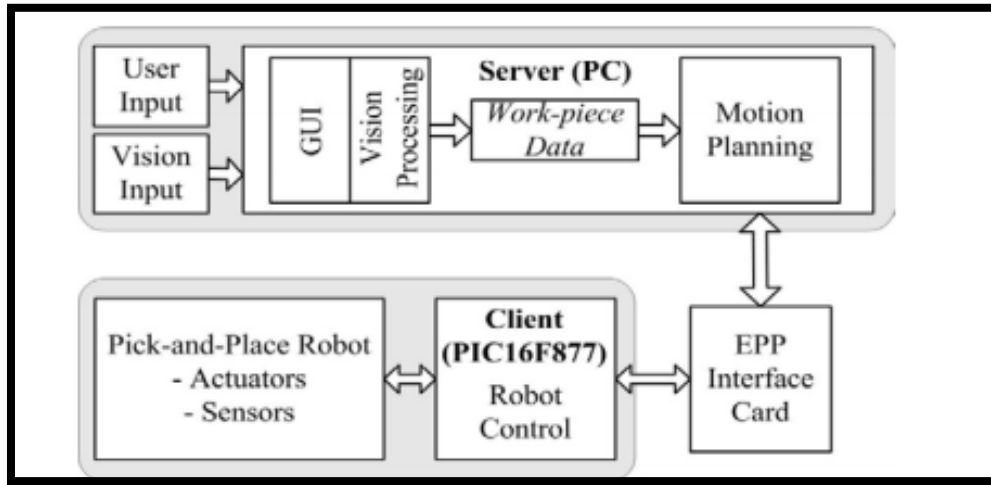 User
Input
Vision
Input
GUI
Vision
Processing
Server (PC)
Work-piece
Data
Motion
Planning
Pick-and-Place Robot
- Actuators
- Sensors
Client
(PIC16F877)
Robot
Control
EPP
Interface
Card